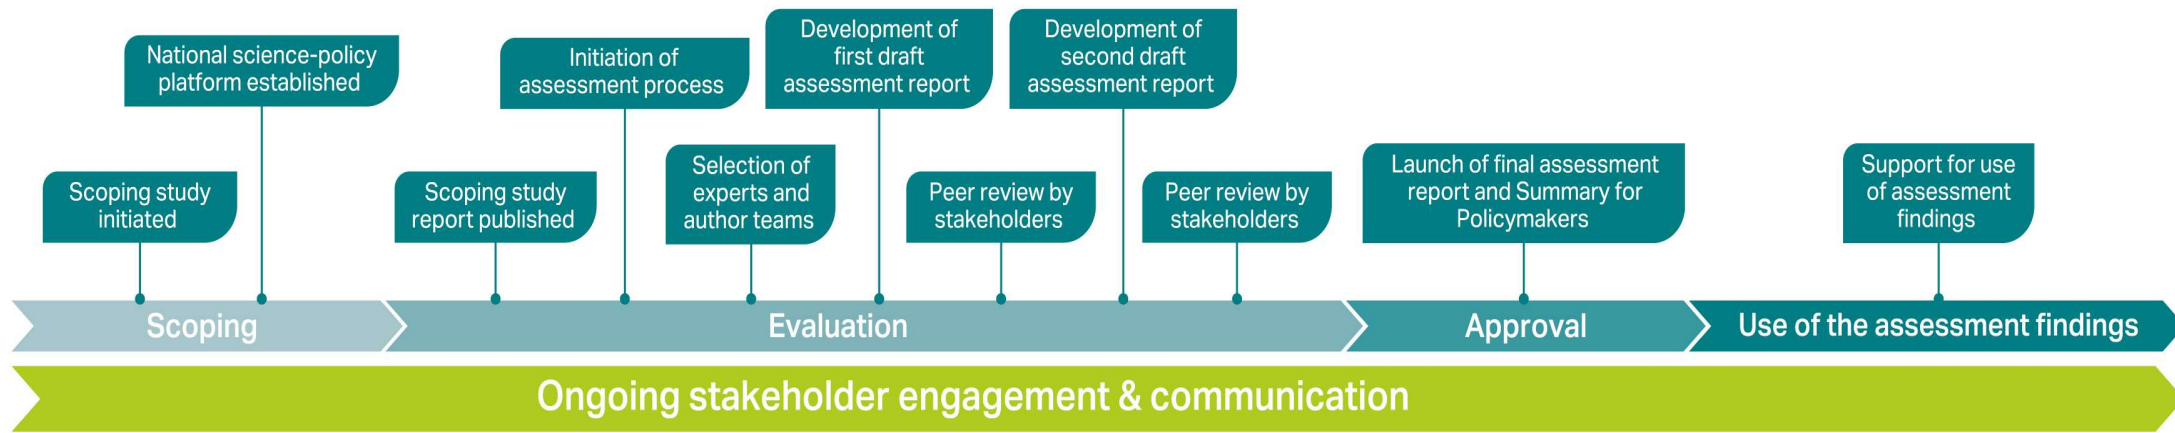 National science-policy
platform established
Initiation of
assessment process
Development of
first draft
assessment report
Development of
second draft
assessment report
Scoping study
initiated
Scoping study
report published
Selection of
experts and
author teams
Peer review by
stakeholders
Peer review by
stakeholders
Launch of final assessment
report and Summary for
Policymakers
Support for use
of assessment
findings
Scoping
Evaluation
Approval
Use of the assessment findings
Ongoing stakeholder engagement & communication